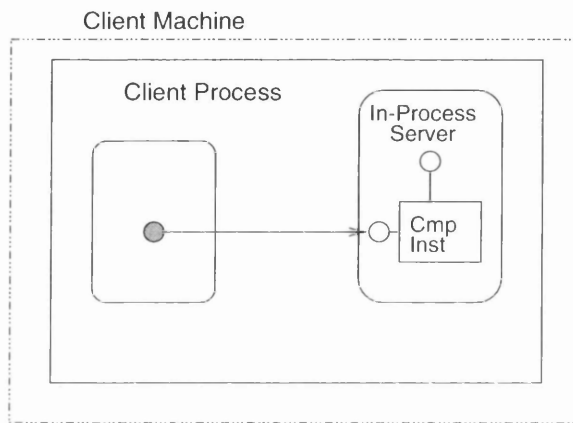 Client Machine
Client Process
In-Process
Server
Cmp
Inst